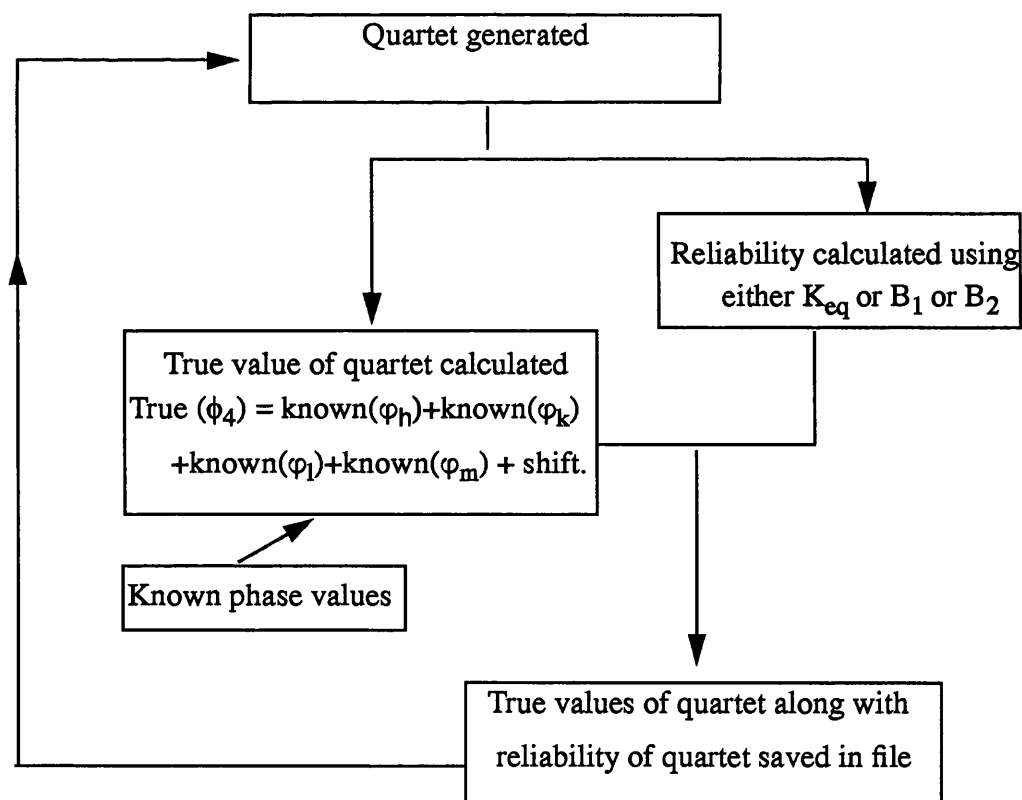 Quartet generated
Reliability calculated using
either K_eq or B_1 or B_2
True value of quartet calculated
True (ϕ_4) = known(φ_h)+known(φ_k)
+known(φ_l)+known(φ_m) + shift.
Known phase values
True values of quartet along with
reliability of quartet saved in file